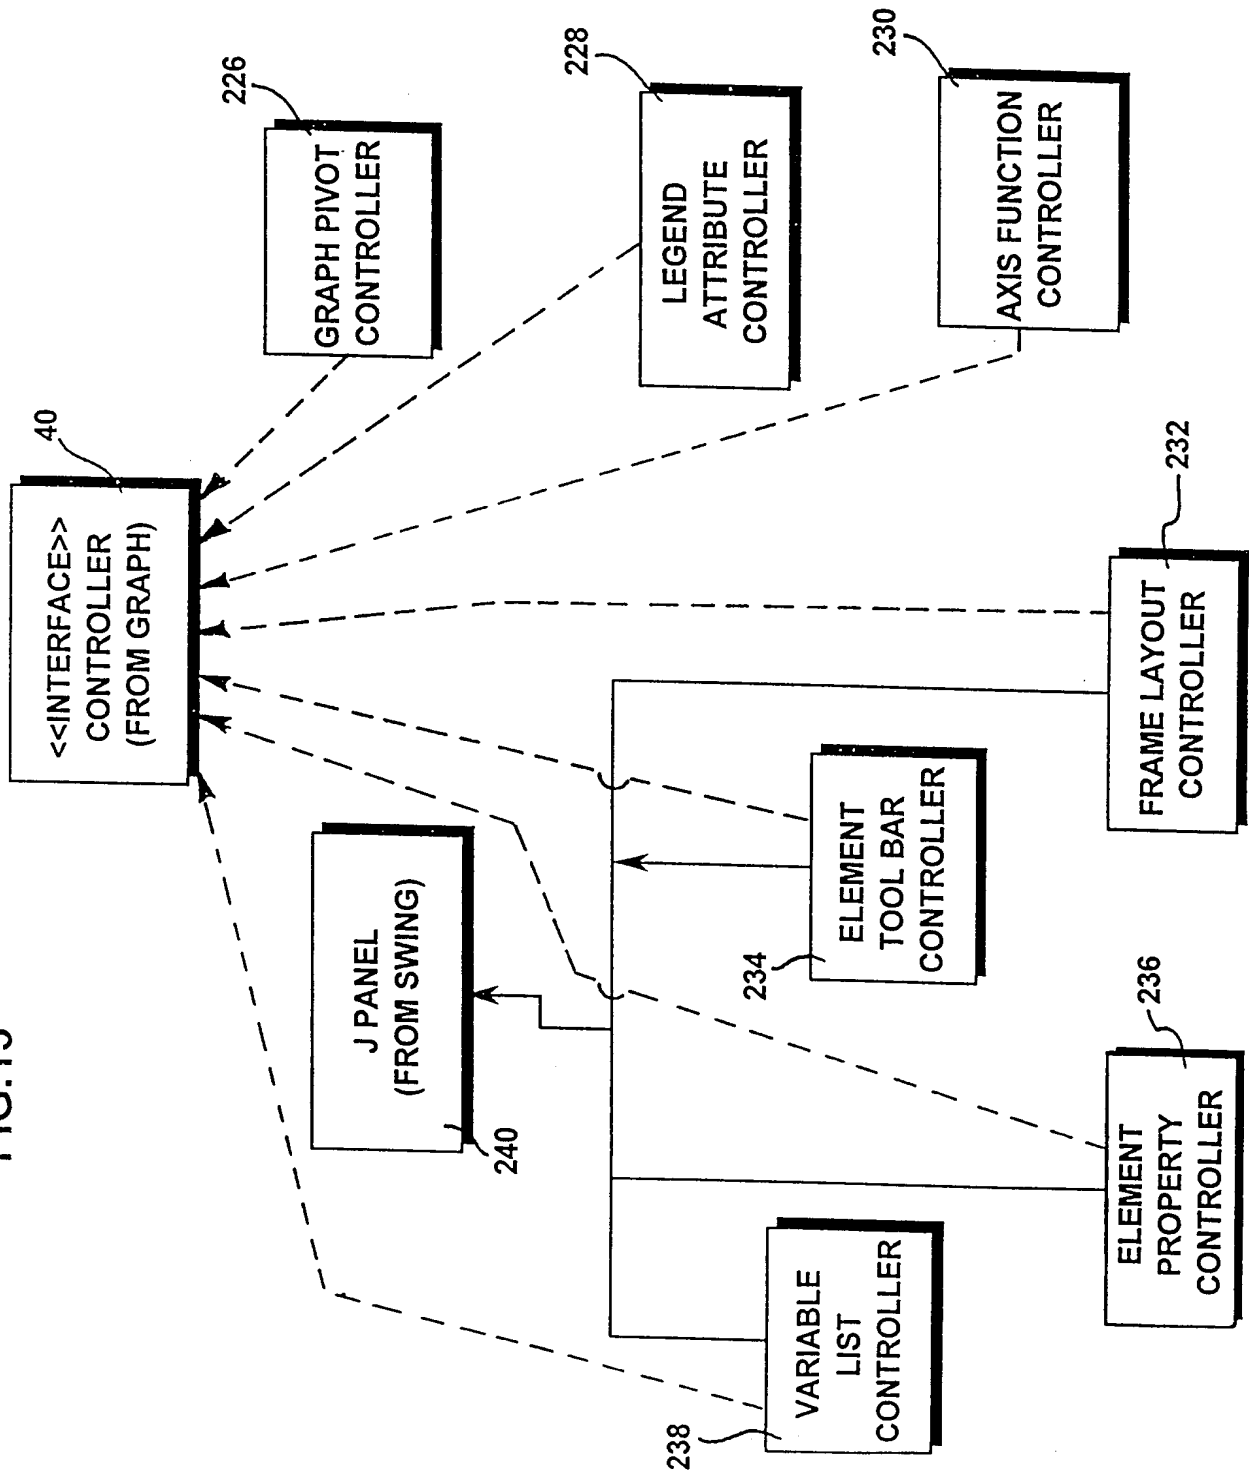 40
<<INTERFACE>>
CONTROLLER
(FROM GRAPH)
226
GRAPH PIVOT
CONTROLLER
228
LEGEND
ATTRIBUTE
CONTROLLER
230
AXIS FUNCTION
CONTROLLER
232
FRAME LAYOUT
CONTROLLER
234
ELEMENT
TOOL BAR
CONTROLLER
236
ELEMENT
PROPERTY
CONTROLLER
238
VARIABLE
LIST
CONTROLLER
240
J PANEL
(FROM SWING)